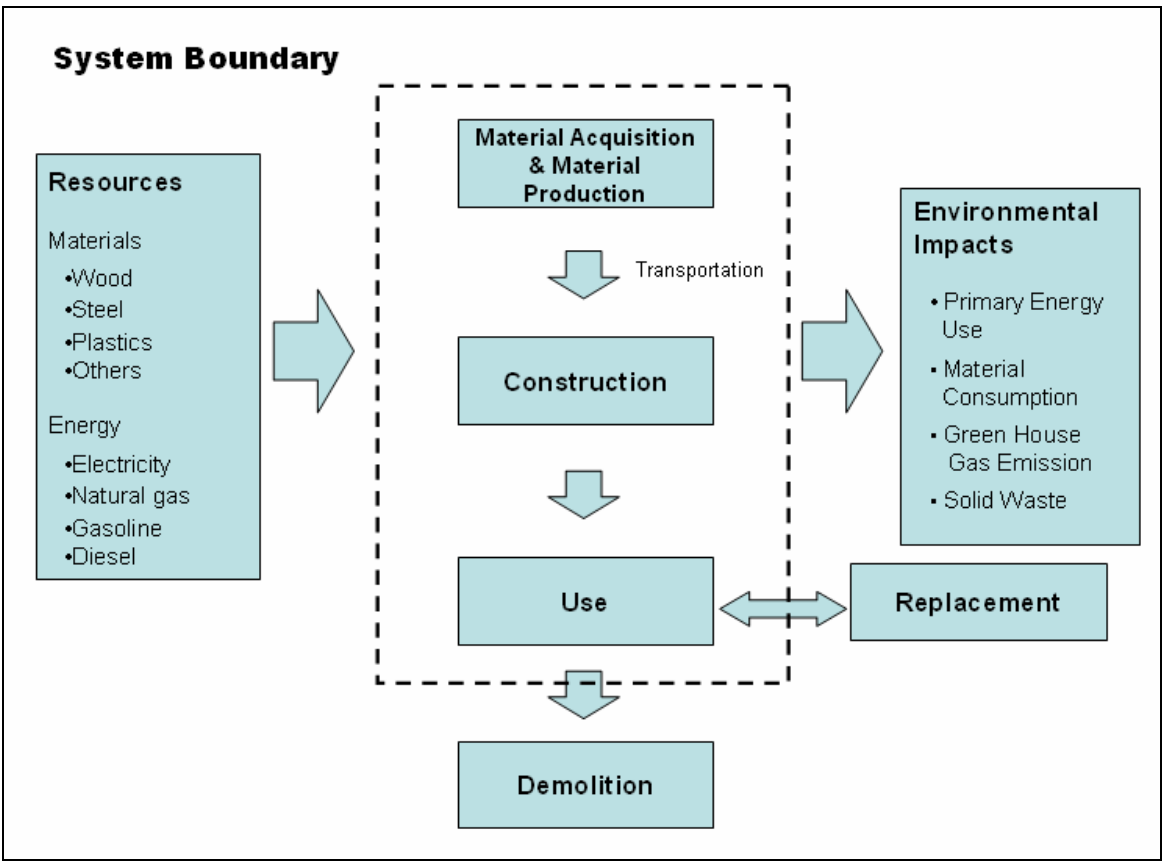 System Boundary
Resources
Materials
•Wood
•Steel
•Plastics
•Others
Energy
•Electricity
•Natural gas
•Gasoline
•Diesel
Material Acquisition
& Material
Production
Transportation
Construction
Use
Demolition
Environmental
Impacts
• Primary Energy
Use
▪ Material
Consumption
▪ Green House
Gas Emission
▪ Solid Waste
Replacement